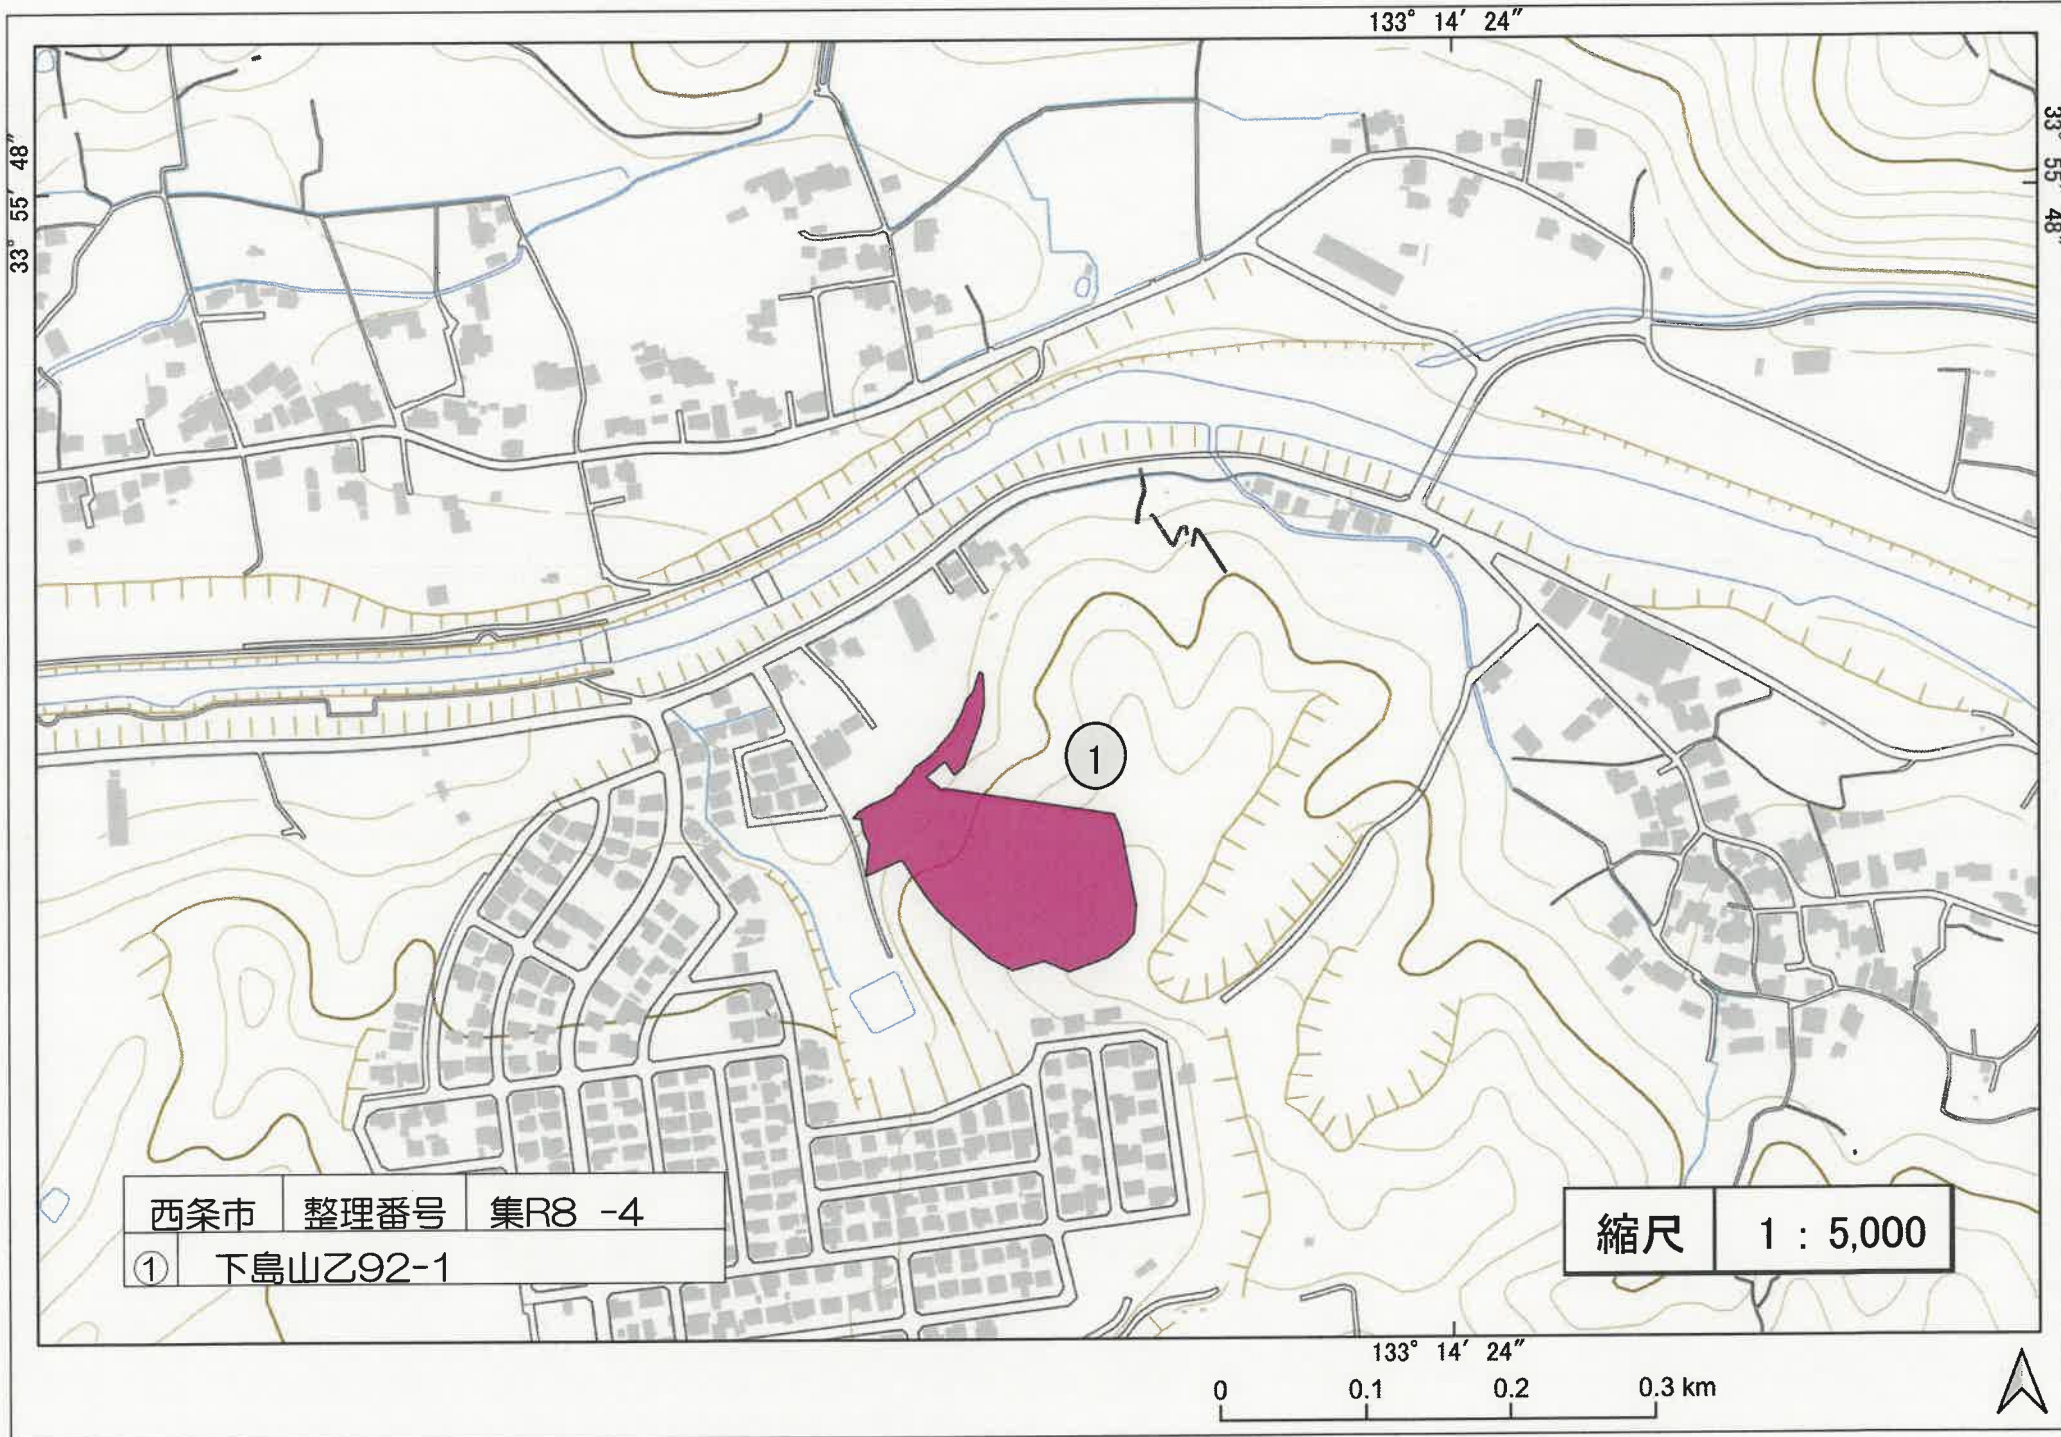 133° 14′ 24″
33° 55′ 48″
33° 55′ 48″
1
西条市 整理番号 集R8 -4
① 下島山乙92-1
縮尺 1 : 5,000
133° 14′ 24″
0 0.1 0.2 0.3 km